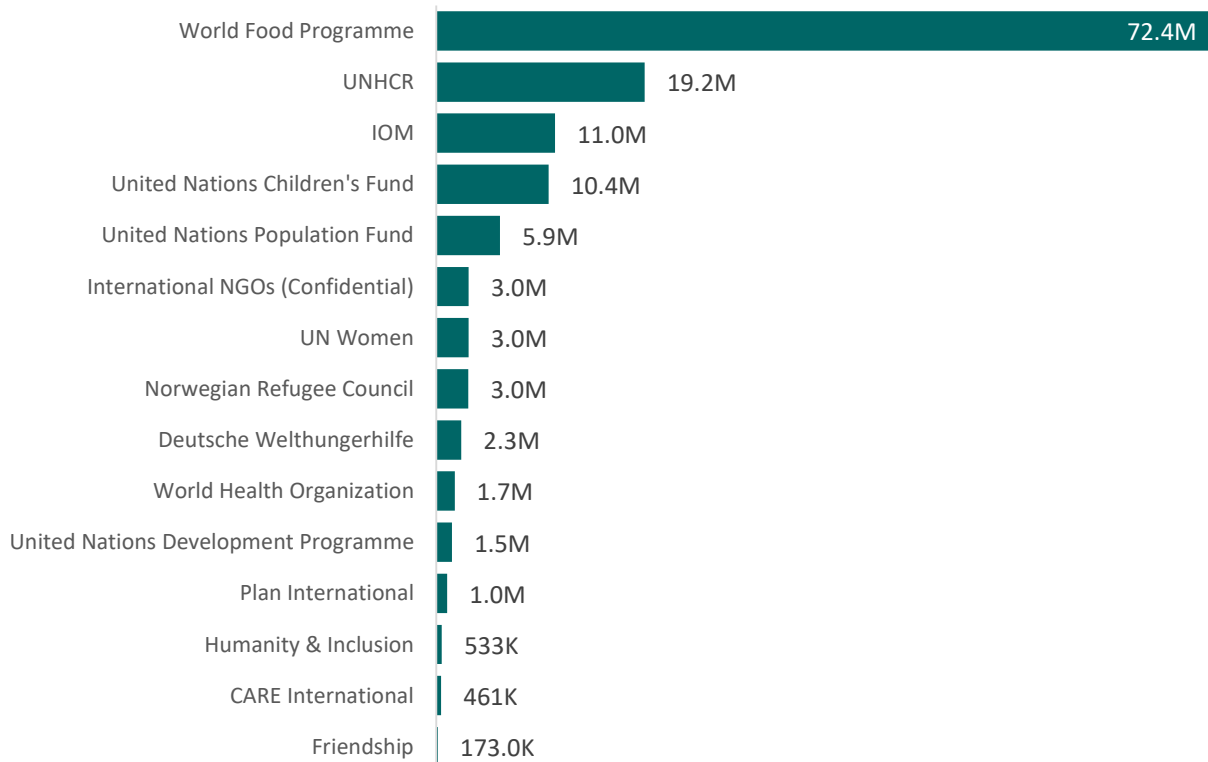 World Food Programme 72.4M
UNHCR 19.2M
IOM 11.0M
United Nations Children's Fund 10.4M
United Nations Population Fund 5.9M
International NGOs (Confidential) 3.0M
UN Women 3.0M
Norwegian Refugee Council 3.0M
Deutsche Welthungerhilfe 2.3M
World Health Organization 1.7M
United Nations Development Programme 1.5M
Plan International 1.0M
Humanity & Inclusion 533K
CARE International 461K
Friendship 173.0K